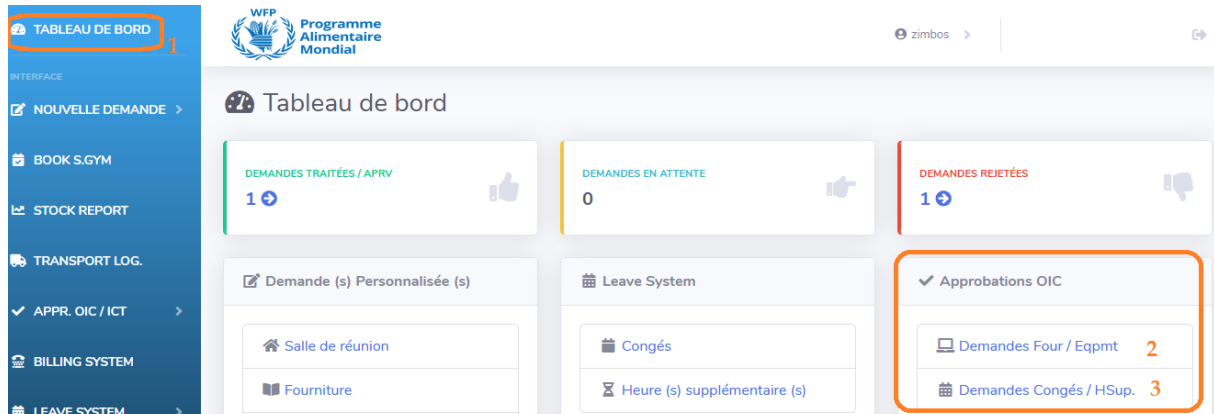 TABLEAU DE BORD
1
INTERFACE
NOUVELLE DEMANDE
BOOK S.GYM
STOCK REPORT
TRANSPORT LOG.
APPR. OIC / ICT
BILLING SYSTEM
LEAVE SYSTEM
WFP
Programme
Alimentaire
Mondial
zimbos
Tableau de bord
DEMANDES TRAITÉES / APRV
1
DEMANDES EN ATTENTE
0
DEMANDES REJETÉES
1
Demande (s) Personnalisée (s)
Salle de réunion
Fourniture
Leave System
Congés
Heure (s) supplémentaire (s)
Approbations OIC
Demandes Four / Eqpmt 2
Demandes Congés / HSup. 3